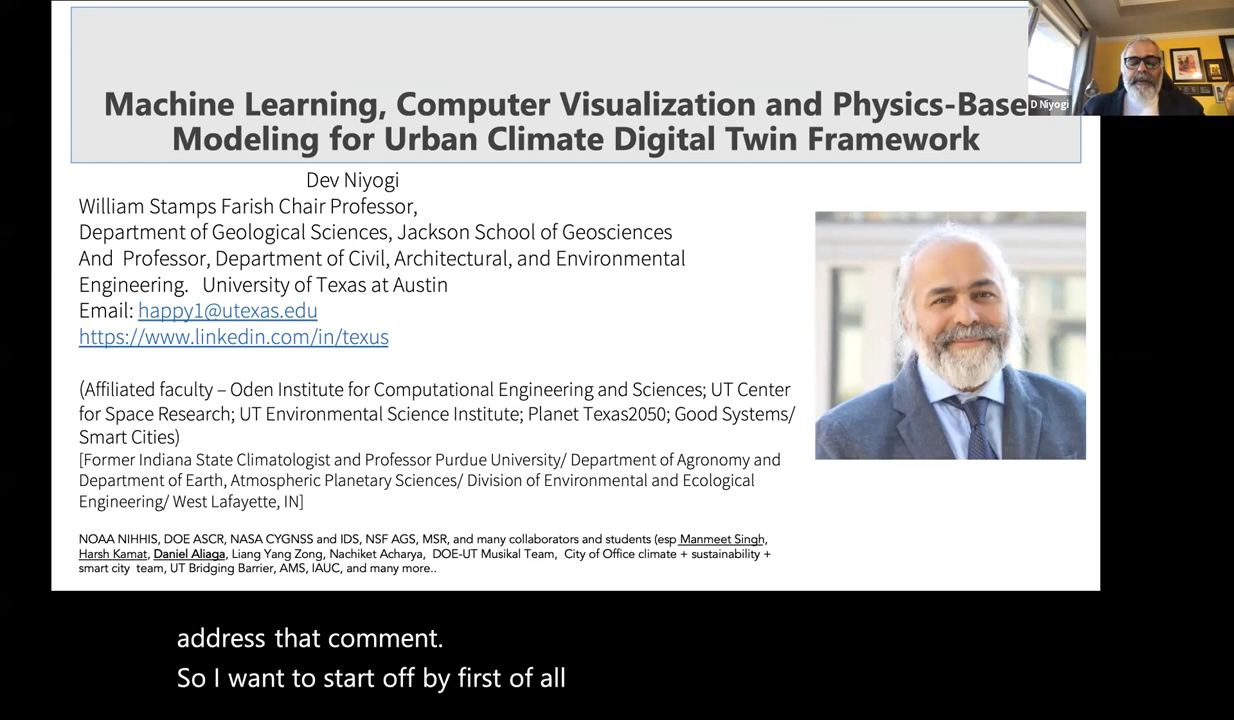 Machine Learning, Computer Visualization and Physics-Base
Modeling for Urban Climate Digital Twin Framework
D Niyogi
Dev Niyogi
William Stamps Farish Chair Professor,
Department of Geological Sciences, Jackson School of Geosciences
And Professor, Department of Civil, Architectural, and Environmental
Engineering. University of Texas at Austin
Email: happy1@utexas.edu
https://www.linkedin.com/in/texus
(Affiliated faculty – Oden Institute for Computational Engineering and Sciences; UT Center
for Space Research; UT Environmental Science Institute; Planet Texas2050; Good Systems/
Smart Cities)
[Former Indiana State Climatologist and Professor Purdue University/ Department of Agronomy and
Department of Earth, Atmospheric Planetary Sciences/ Division of Environmental and Ecological
Engineering/ West Lafayette, IN]
NOAA NIHHIS, DOE ASCR, NASA CYGNSS and IDS, NSF AGS, MSR, and many collaborators and students (esp Manmeet Singh,
Harsh Kamat, Daniel Aliaga, Liang Yang Zong, Nachiket Acharya, DOE-UT Musikal Team, City of Office climate + sustainability +
smart city team, UT Bridging Barrier, AMS, IAUC, and many more..
address that comment.
So I want to start off by first of all